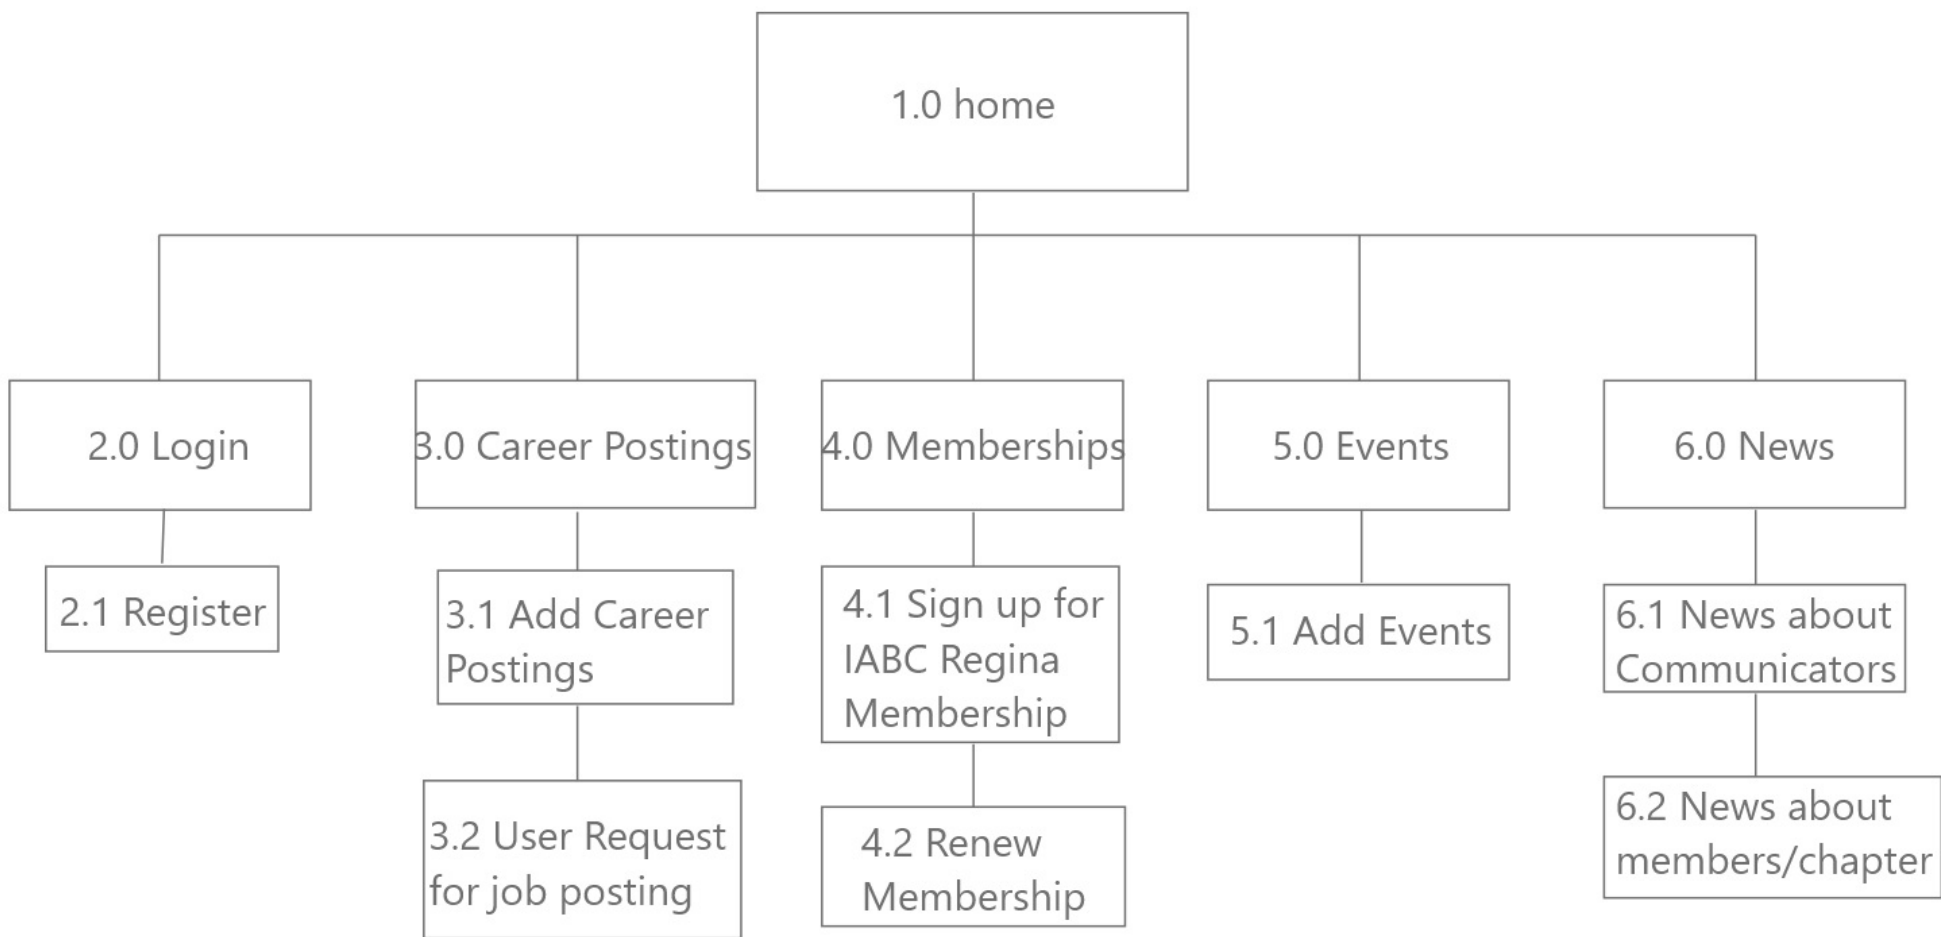 1.0 home
2.0 Login
3.0 Career Postings
4.0 Memberships
5.0 Events
6.0 News
2.1 Register
3.1 Add Career
Postings
3.2 User Request
for job posting
4.1 Sign up for
IABC Regina
Membership
4.2 Renew
Membership
5.1 Add Events
6.1 News about
Communicators
6.2 News about
members/chapter